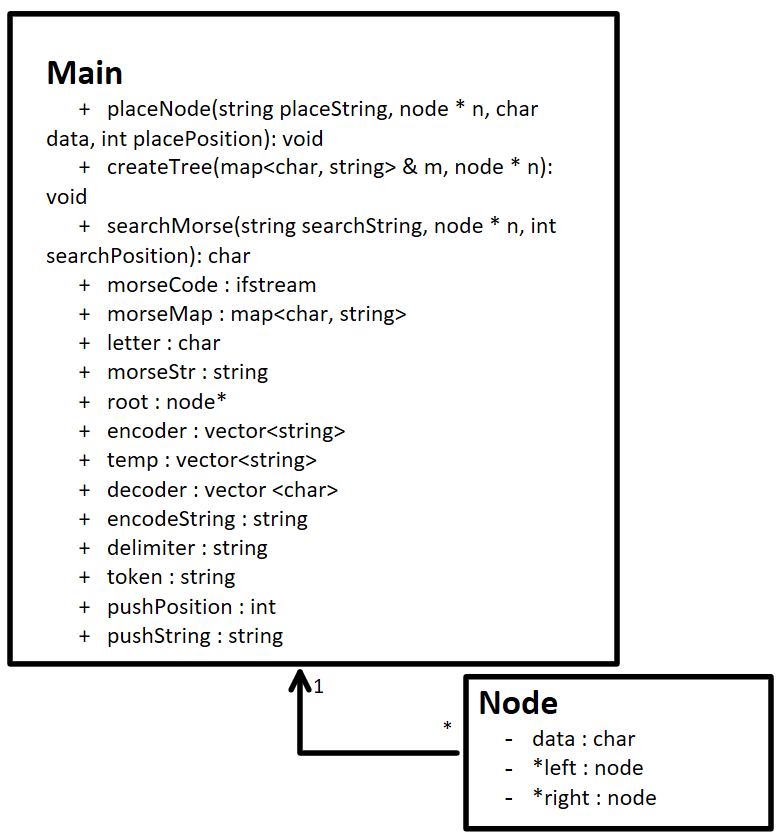 Main
+ placeNode(string placeString, node * n, char
data, int placePosition): void
+ createTree(map<char, string> & m, node * n):
void
+ searchMorse(string searchString, node * n, int
searchPosition): char
+ morseCode : ifstream
+ morseMap : map<char, string>
+ letter : char
+ morseStr : string
+ root : node*
+ encoder : vector<string>
+ temp : vector<string>
+ decoder : vector <char>
+ encodeString : string
+ delimiter : string
+ token : string
+ pushPosition : int
+ pushString : string
1
*
Node
- data : char
- *left : node
- *right : node